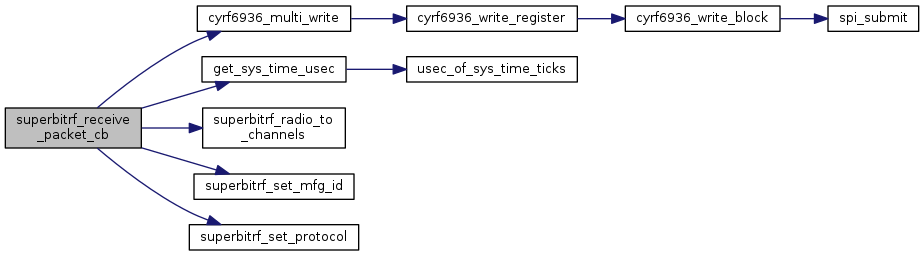 cyrf6936_multi_write
cyrf6936_write_register
cyrf6936_write_block
spi_submit
get_sys_time_usec
usec_of_sys_time_ticks
superbitrf_receive
_packet_cb
superbitrf_radio_to
_channels
superbitrf_set_mfg_id
superbitrf_set_protocol